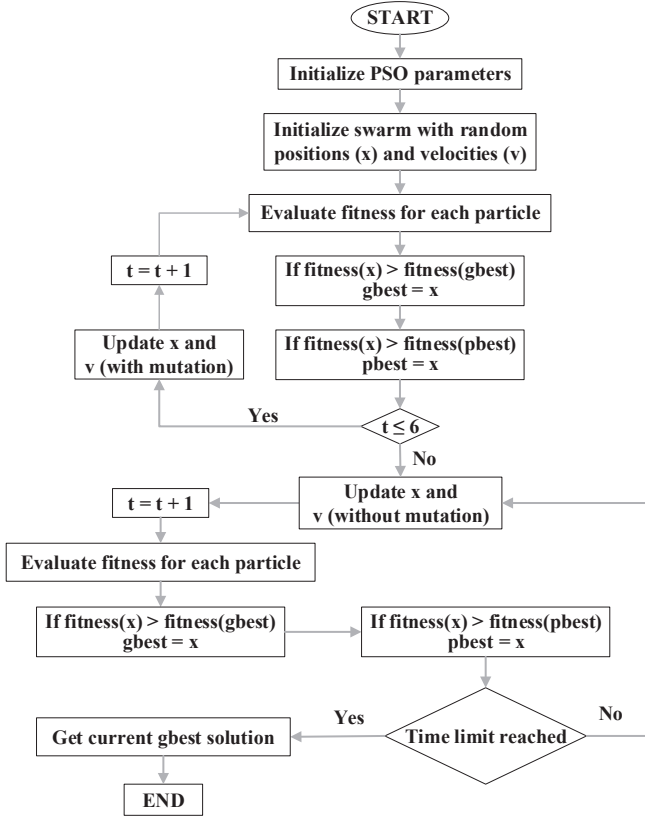 START
Initialize PSO parameters
Initialize swarm with random
positions (x) and velocities (v)
Evaluate fitness for each particle
If fitness(x) > fitness(gbest)
gbest = x
If fitness(x) > fitness(pbest)
pbest = x
t ≤ 6
Yes
Update x and
v (with mutation)
t = t + 1
No
Update x and
v (without mutation)
t = t + 1
Evaluate fitness for each particle
If fitness(x) > fitness(gbest)
gbest = x
If fitness(x) > fitness(pbest)
pbest = x
Time limit reached
No
Yes
Get current gbest solution
END